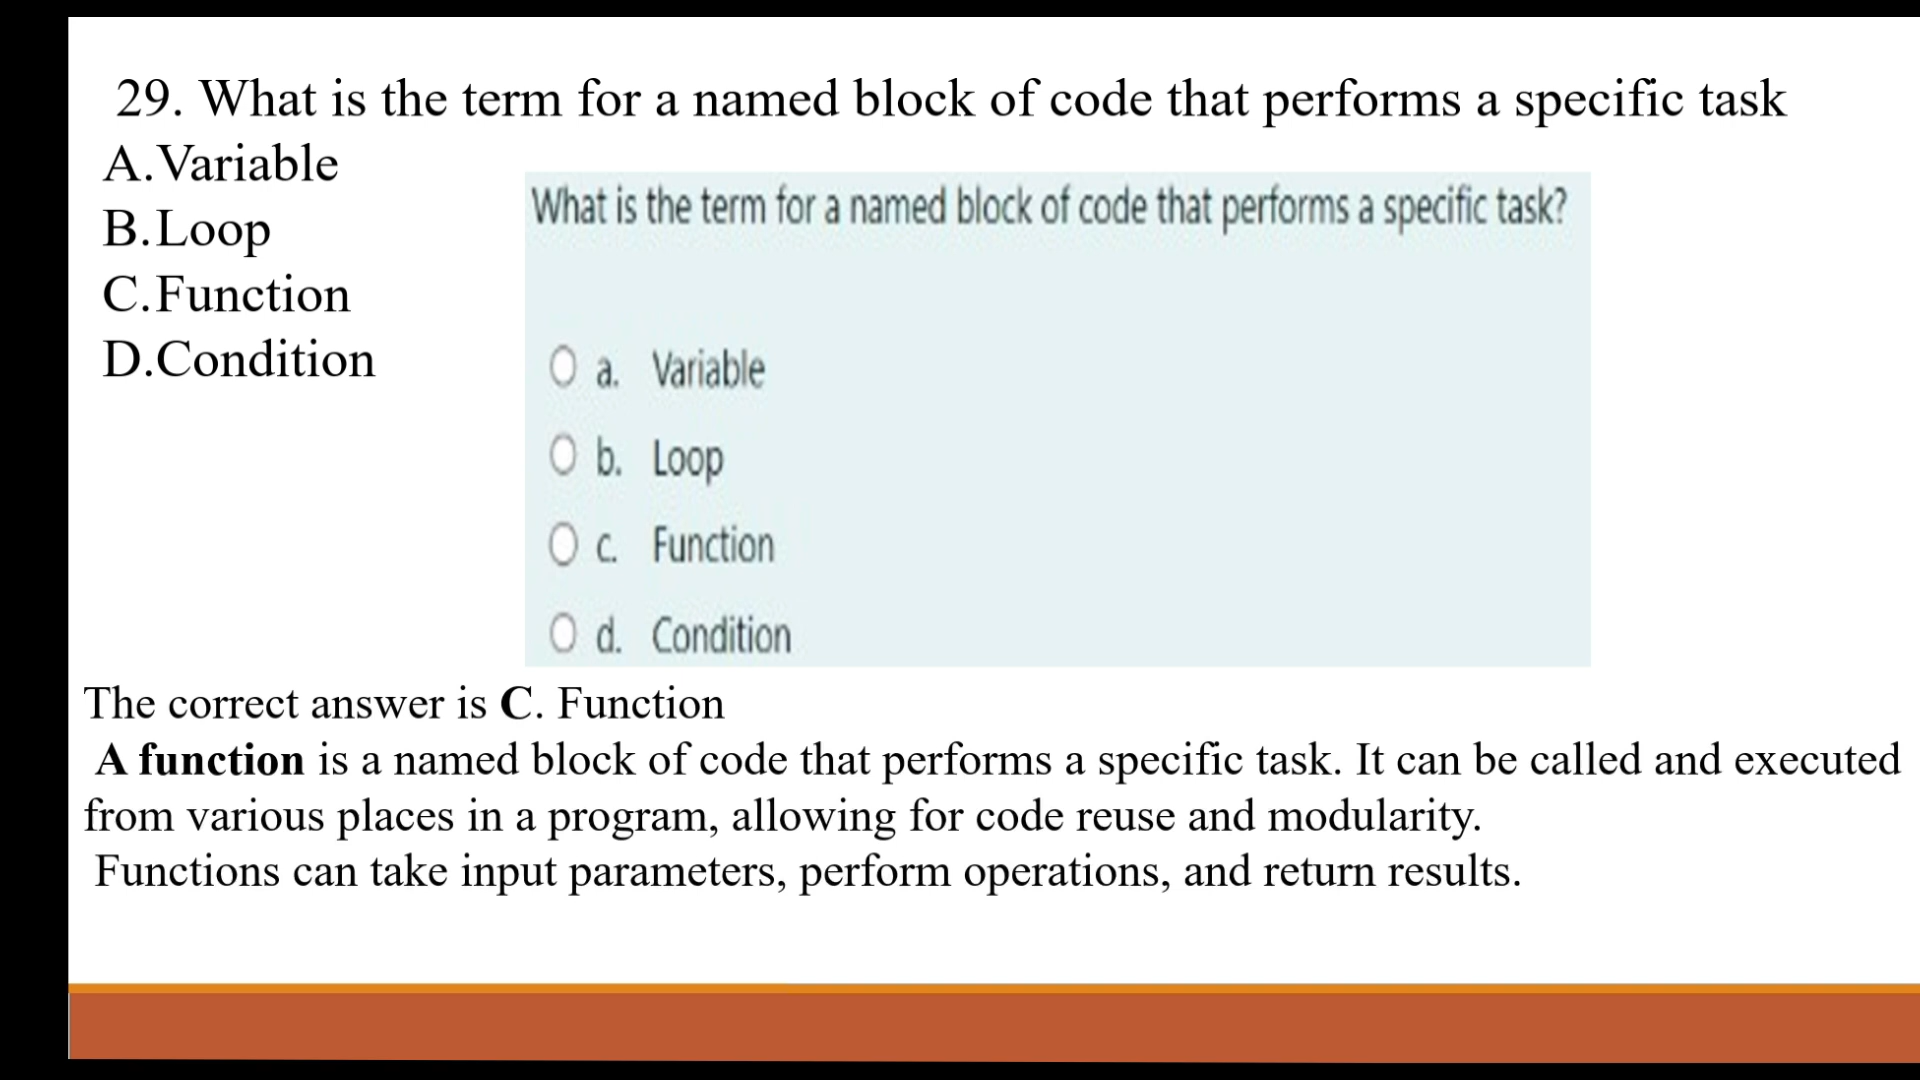 29. What is the term for a named block of code that performs a specific task
A.Variable
B.Loop
C.Function
D.Condition
What is the term for a named block of code that performs a specific task?
a. Variable
b. Loop
c. Function
d. Condition
The correct answer is C. Function
A function is a named block of code that performs a specific task. It can be called and executed
from various places in a program, allowing for code reuse and modularity.
Functions can take input parameters, perform operations, and return results.